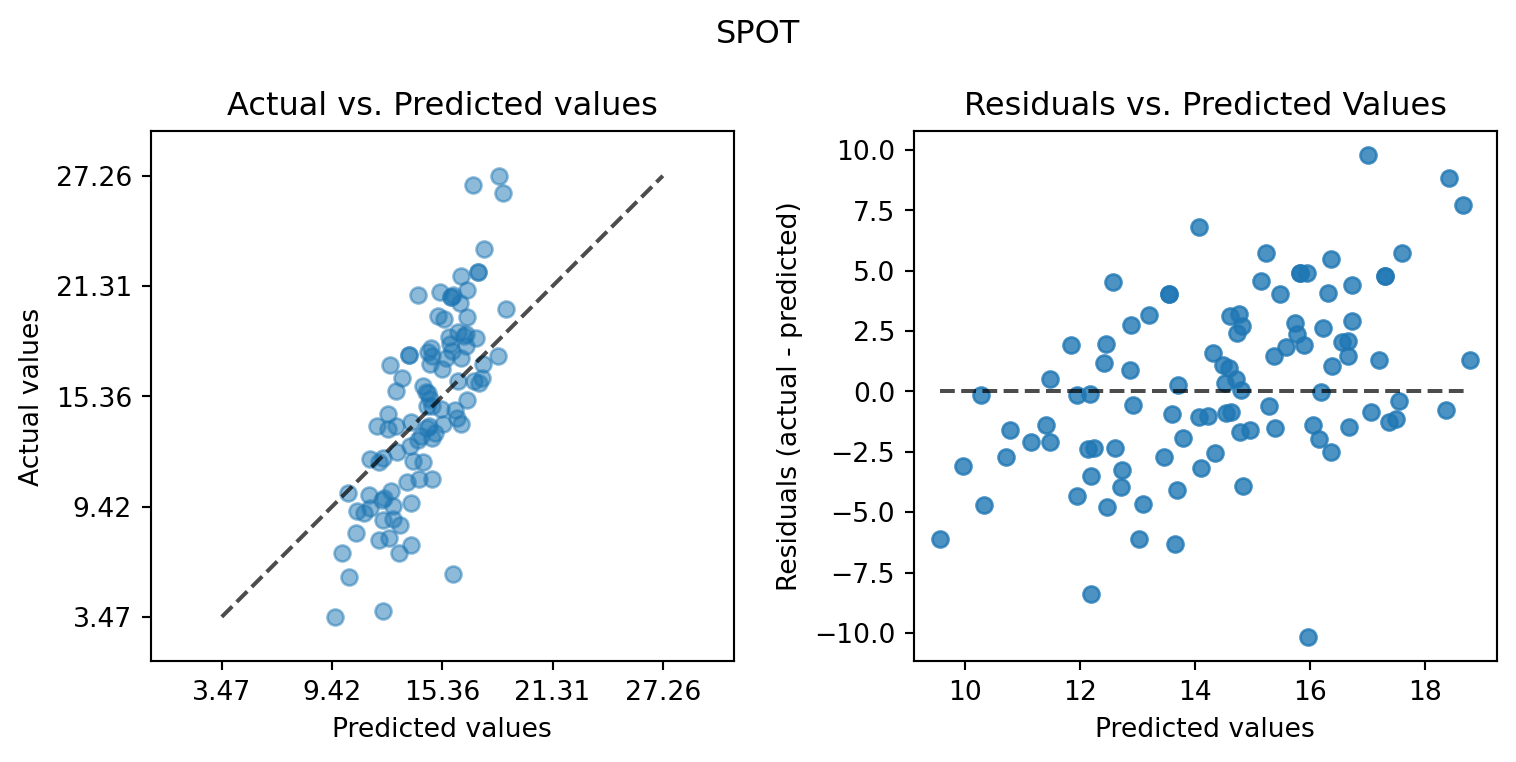 SPOT
Actual vs. Predicted values
27.26
21.31
15.36
9.42
3.47
Actual values
3.47 9.42 15.36 21.31 27.26
Predicted values
Residuals vs. Predicted Values
10.0
7.5
5.0
2.5
0.0
−2.5
−5.0
−7.5
−10.0
Residuals (actual - predicted)
10 12 14 16 18
Predicted values